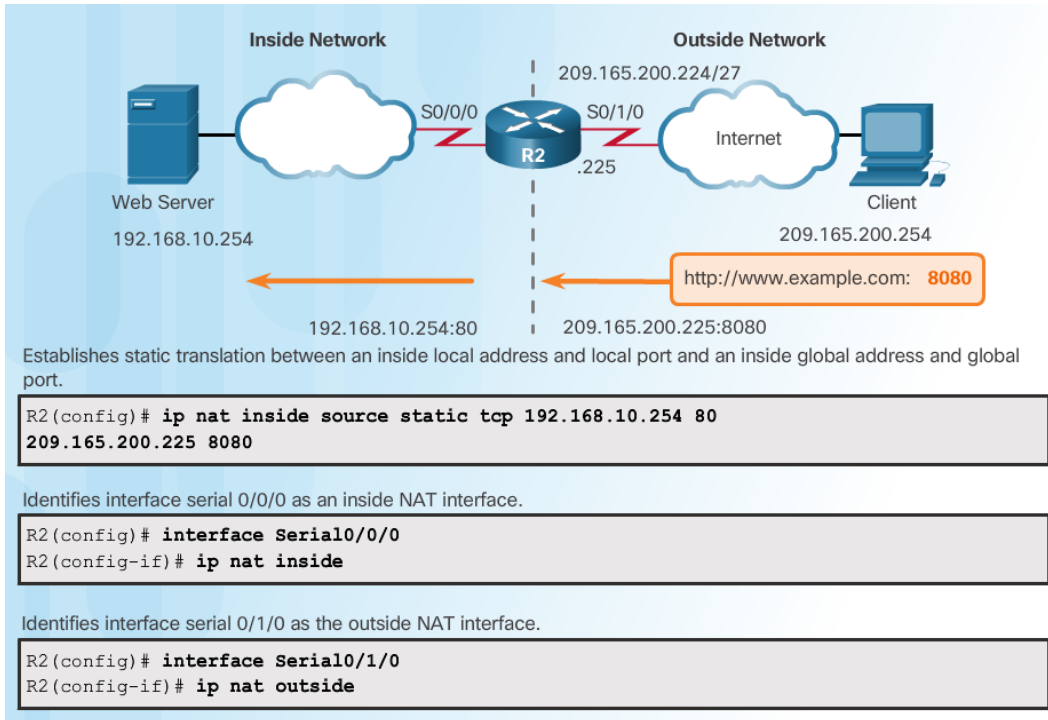 Inside Network
Outside Network
209.165.200.224/27
S0/0/0
S0/1/0
Internet
R2
.225
Web Server
Client
192.168.10.254
209.165.200.254
http://www.example.com: 8080
192.168.10.254:80
209.165.200.225:8080
Establishes static translation between an inside local address and local port and an inside global address and global
port.
R2(config)# ip nat inside source static tcp 192.168.10.254 80
209.165.200.225 8080
Identifies interface serial 0/0/0 as an inside NAT interface.
R2(config)# interface Serial0/0/0
R2(config-if)# ip nat inside
Identifies interface serial 0/1/0 as the outside NAT interface.
R2(config)# interface Serial0/1/0
R2(config-if)# ip nat outside